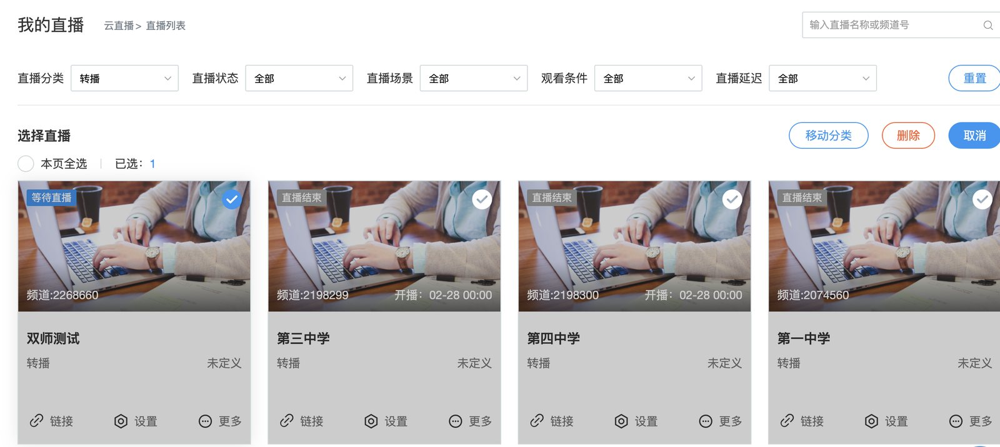 我的直播 云直播> 直播列表 输入直播名称或频道号
直播分类 转播 直播状态 全部 直播场景 全部 观看条件 全部 直播延迟 全部 重置
选择直播 移动分类 删除 取消
本页全选 已选：1
等待直播 直播结束 直播结束 直播结束
频道:2268660 频道:2198299 开播：02-28 00:00 频道:2198300 开播：02-28 00:00 频道:2074560
双师测试 第三中学 第四中学 第一中学
转播 未定义 转播 未定义 转播 未定义 转播 未定义
链接 设置 更多 链接 设置 更多 链接 设置 更多 链接 设置 更多